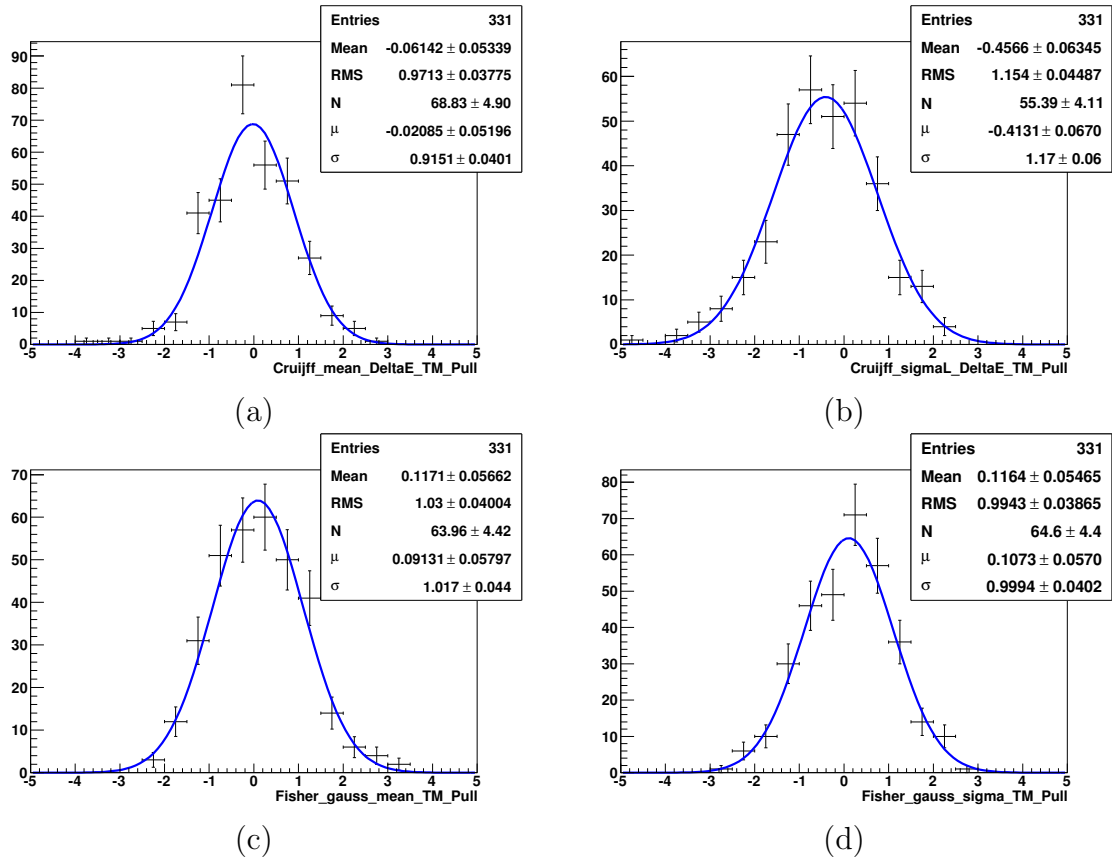 Entries 331
Mean -0.06142 ± 0.05339
RMS 0.9713 ± 0.03775
N 68.83 ± 4.90
μ -0.02085 ± 0.05196
σ 0.9151 ± 0.0401
90
80
70
60
50
40
30
20
10
0
-5 -4 -3 -2 -1 0 1 2 3 4 5
Cruijff_mean_DeltaE_TM_Pull
(a)
Entries 331
Mean -0.4566 ± 0.06345
RMS 1.154 ± 0.04487
N 55.39 ± 4.11
μ -0.4131 ± 0.0670
σ 1.17 ± 0.06
60
50
40
30
20
10
0
-5 -4 -3 -2 -1 0 1 2 3 4 5
Cruijff_sigmaL_DeltaE_TM_Pull
(b)
Entries 331
Mean 0.1171 ± 0.05662
RMS 1.03 ± 0.04004
N 63.96 ± 4.42
μ 0.09131 ± 0.05797
σ 1.017 ± 0.044
70
60
50
40
30
20
10
0
-5 -4 -3 -2 -1 0 1 2 3 4 5
Fisher_gauss_mean_TM_Pull
(c)
Entries 331
Mean 0.1164 ± 0.05465
RMS 0.9943 ± 0.03865
N 64.6 ± 4.4
μ 0.1073 ± 0.0570
σ 0.9994 ± 0.0402
80
70
60
50
40
30
20
10
0
-5 -4 -3 -2 -1 0 1 2 3 4 5
Fisher_gauss_sigma_TM_Pull
(d)